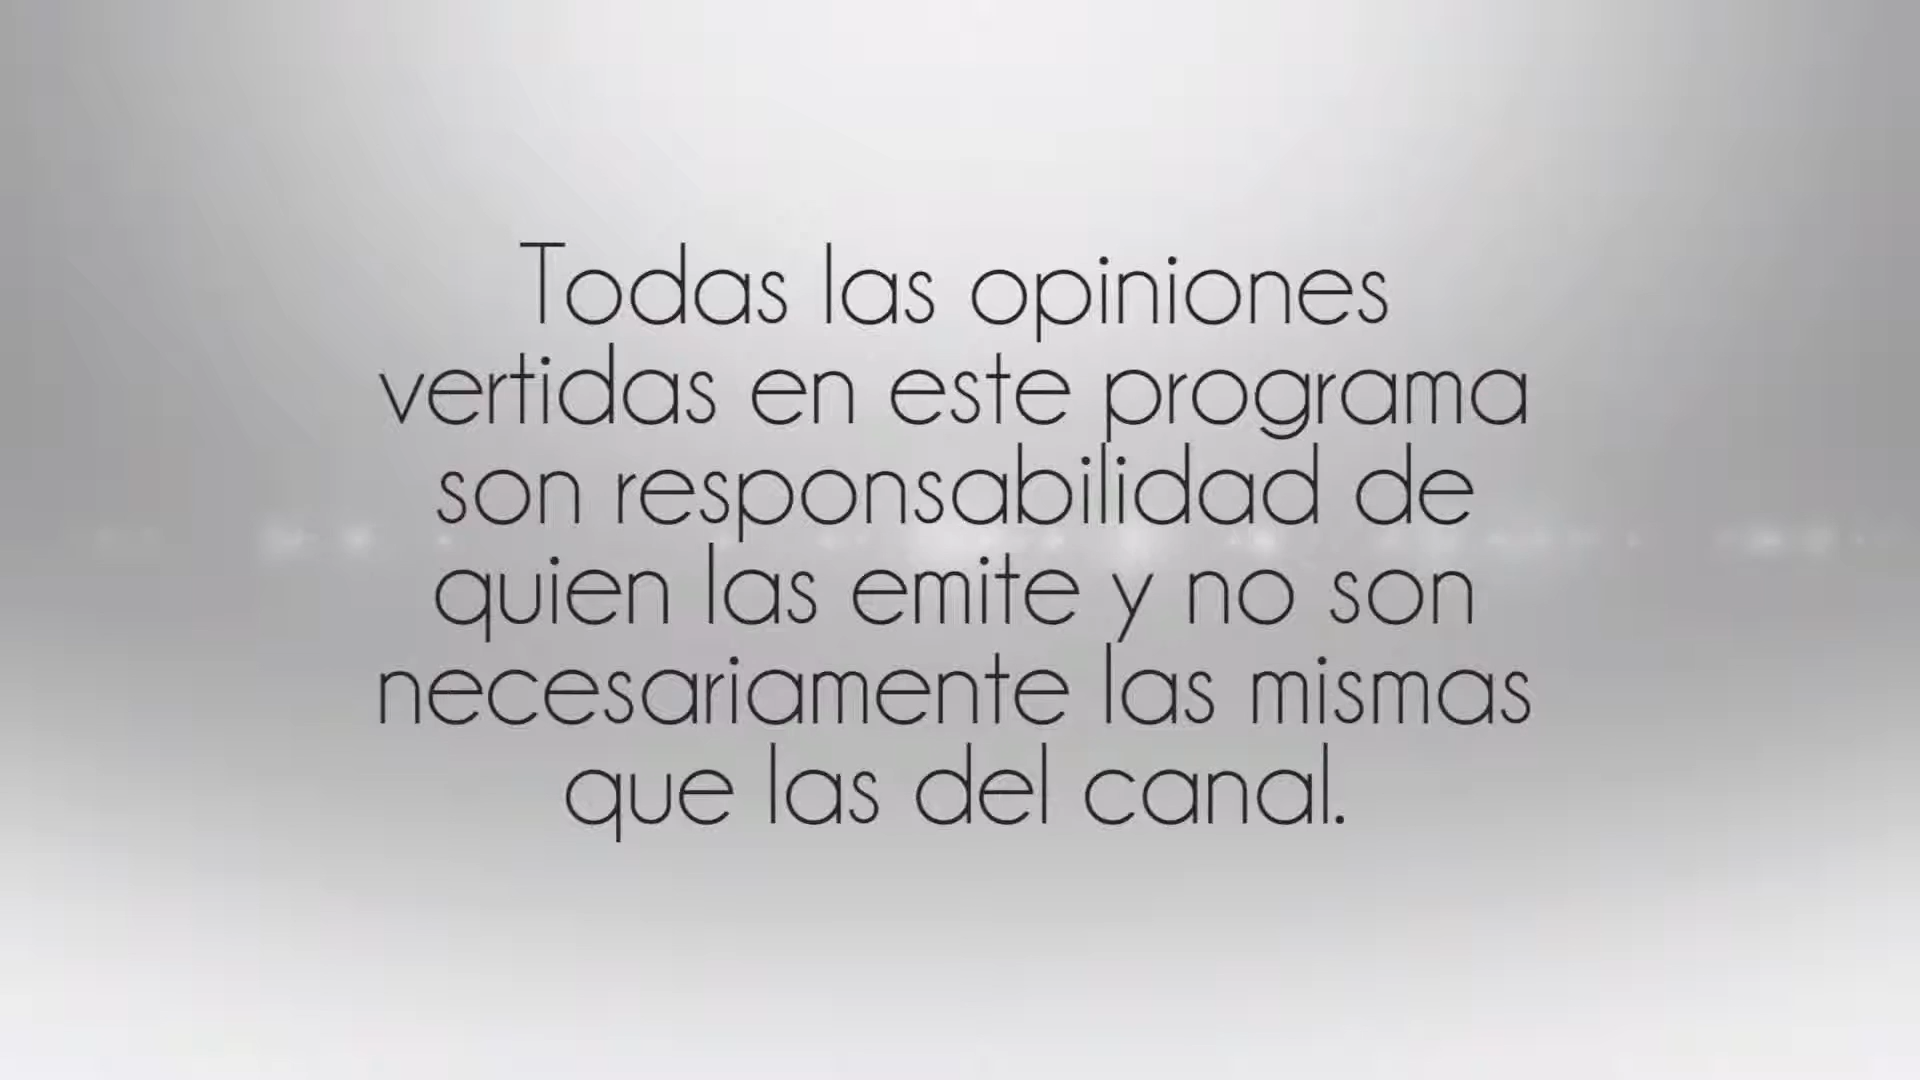 Todas las opiniones
vertidas en este programa
son responsabilidad de
quien las emite y no son
necesariamente las mismas
que las del canal.